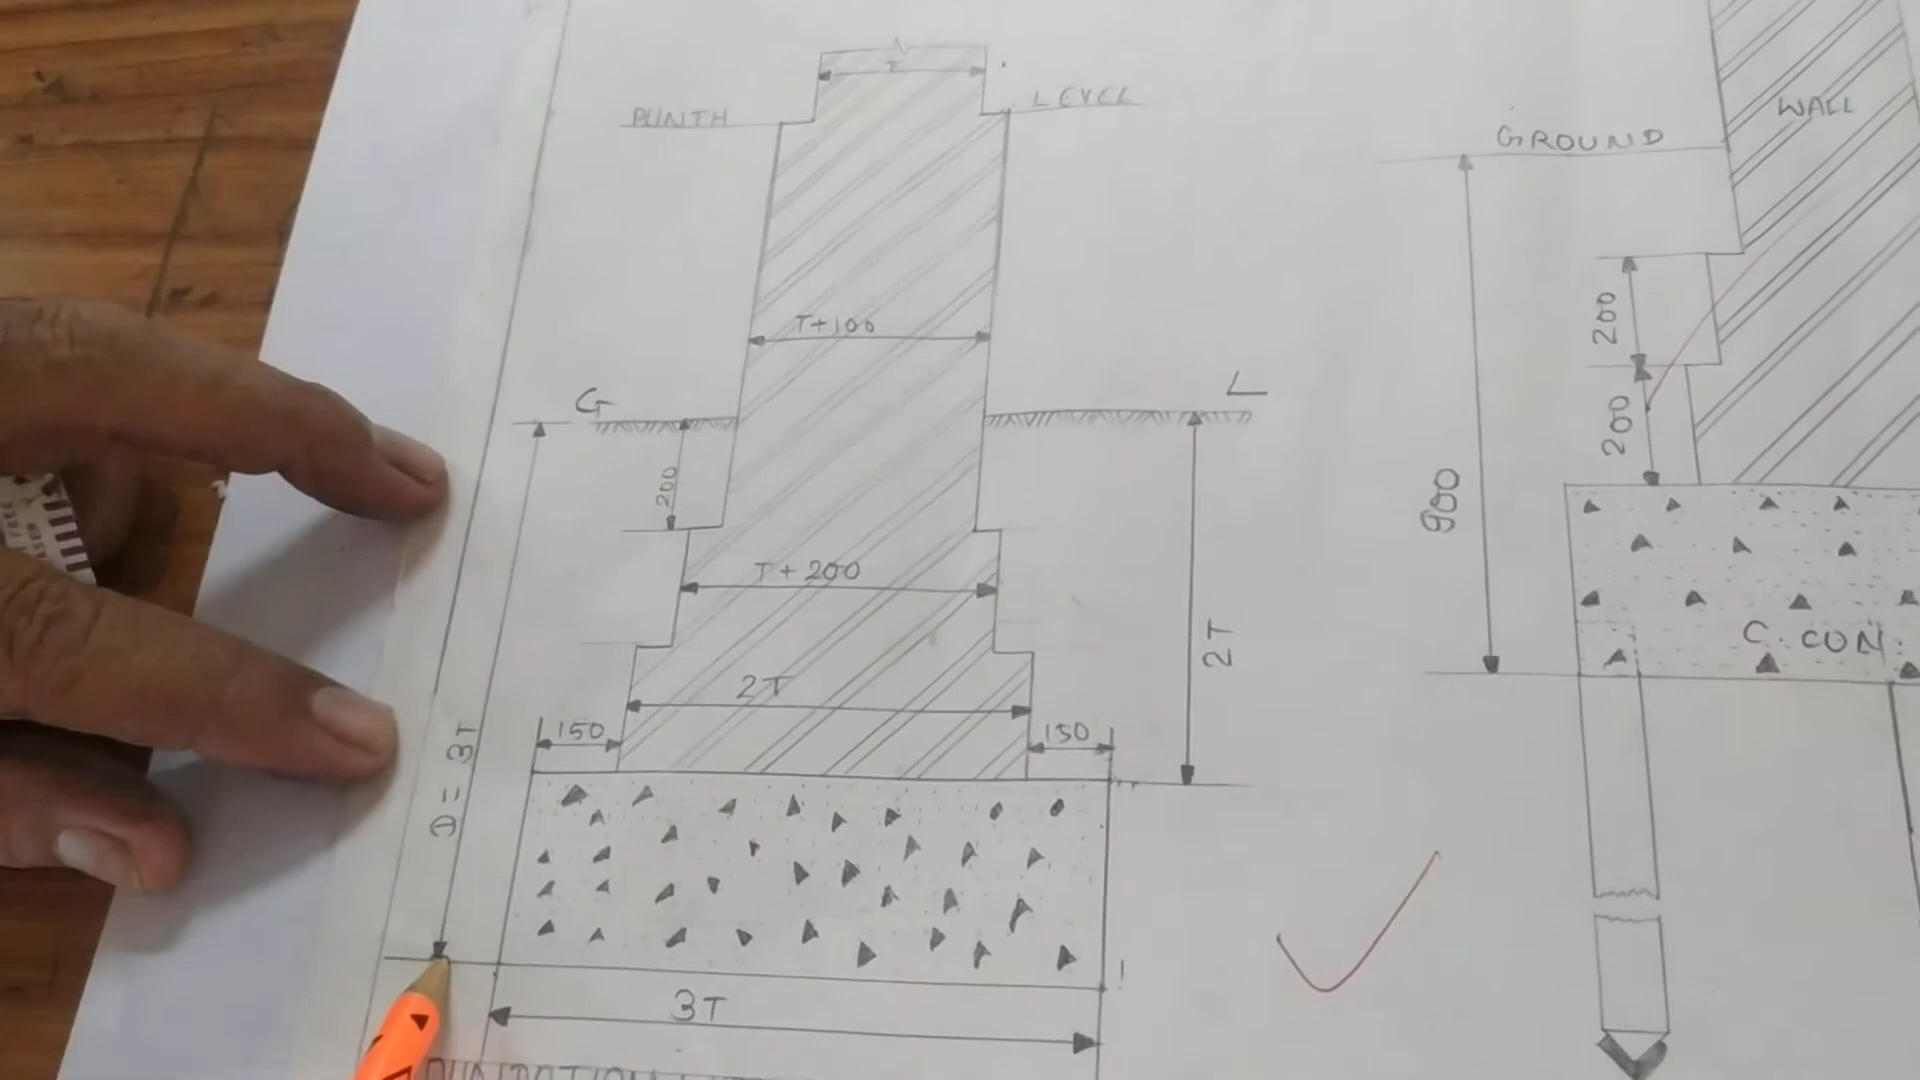 T
PLINTH
LEVEL
T+100
G
L
200
T+200
2T
2T
150
150
D = 3T
3T
GROUND
WALL
200
200
900
C. CON.